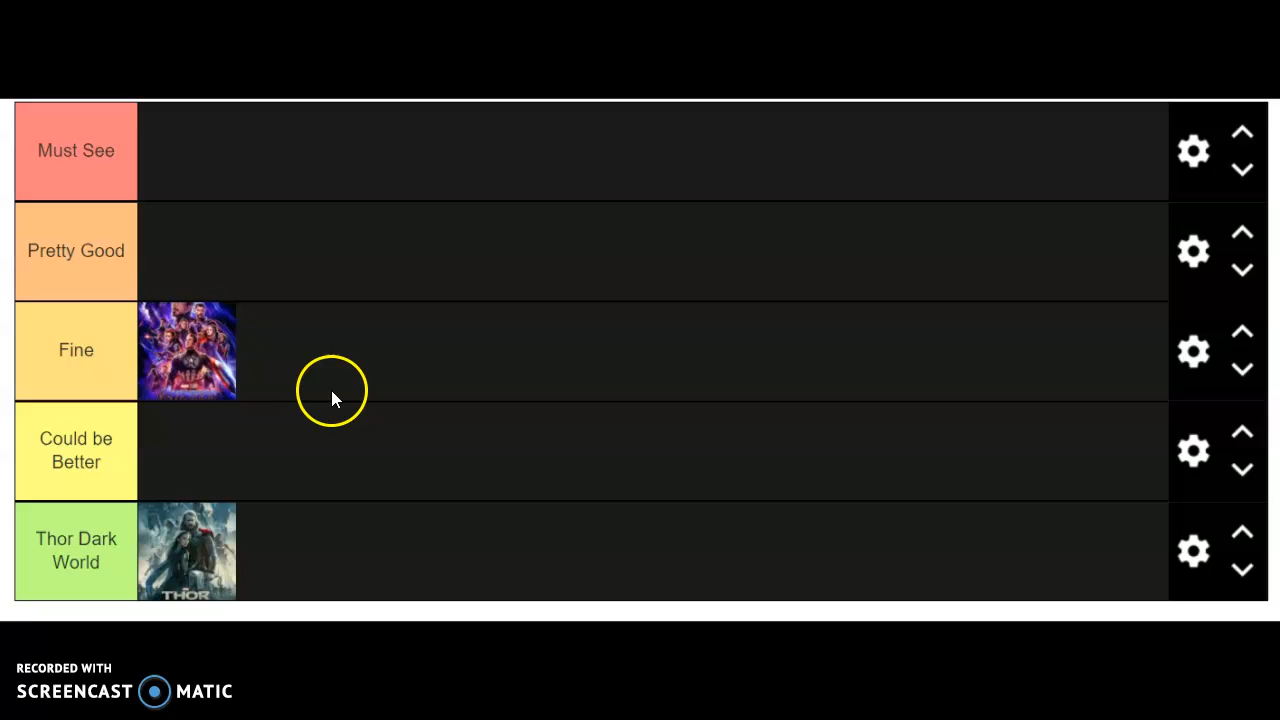 Must See
Pretty Good
Fine
Could be
Better
Thor Dark
World
THOR
RECORDED WITH
SCREENCAST MATIC